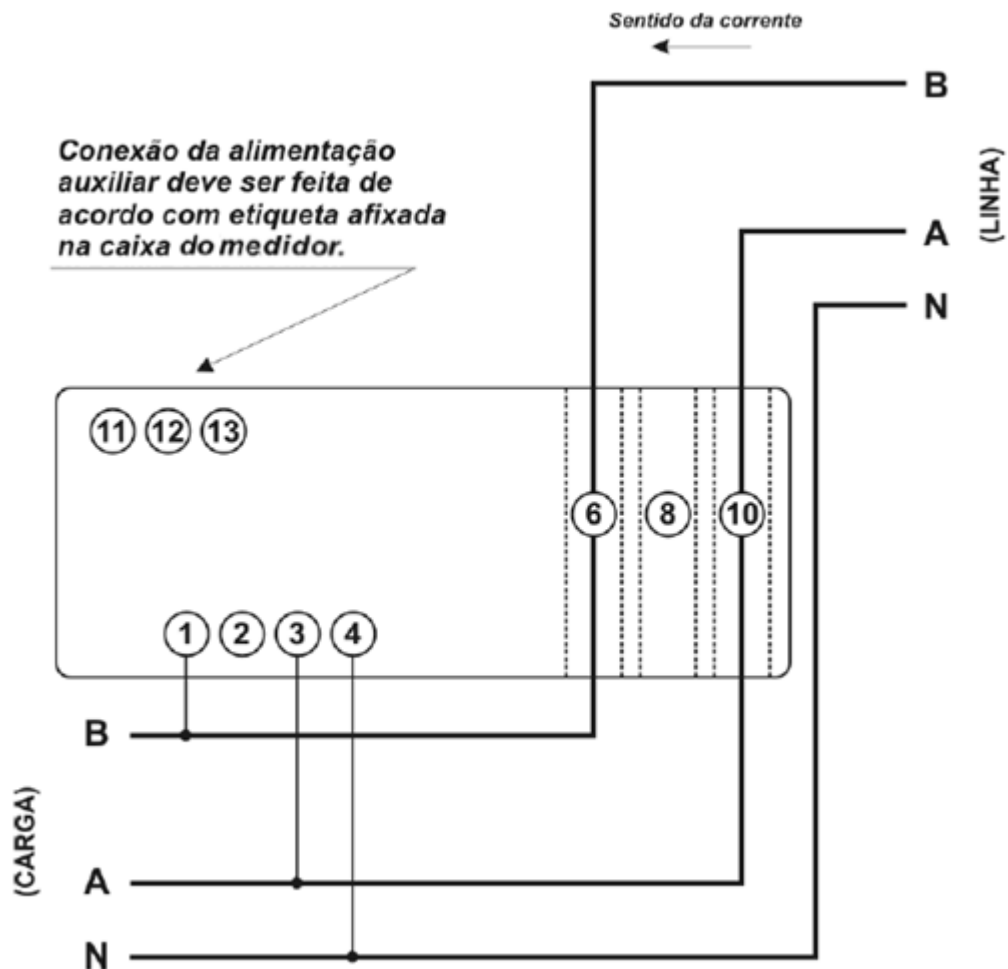 Sentido da corrente
B
Conexão da alimentação
auxiliar deve ser feita de
acordo com etiqueta afixada
na caixa do medidor.
(LINHA)
A
N
11 12 13
6 8 10
1 2 3 4
B
(CARGA)
A
N